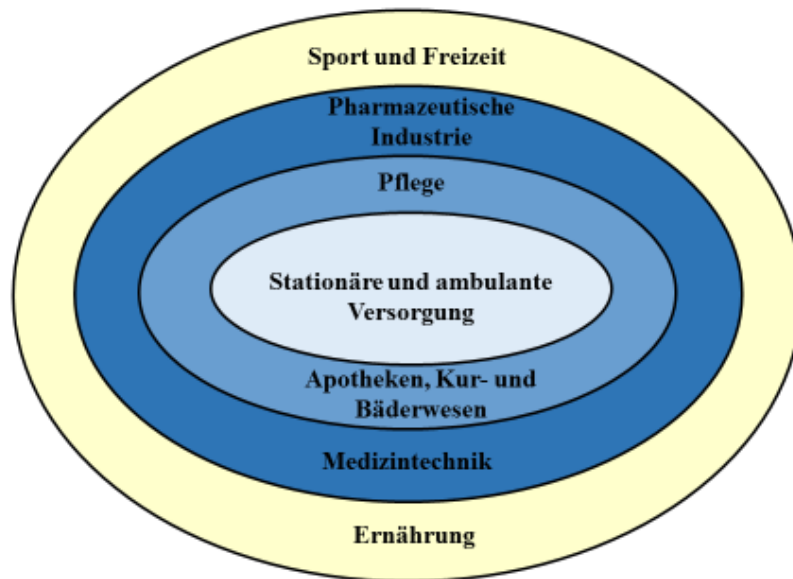 Sport und Freizeit
Pharmazeutische
Industrie
Pflege
Stationäre und ambulante
Versorgung
Apotheken, Kur- und
Bäderwesen
Medizintechnik
Ernährung